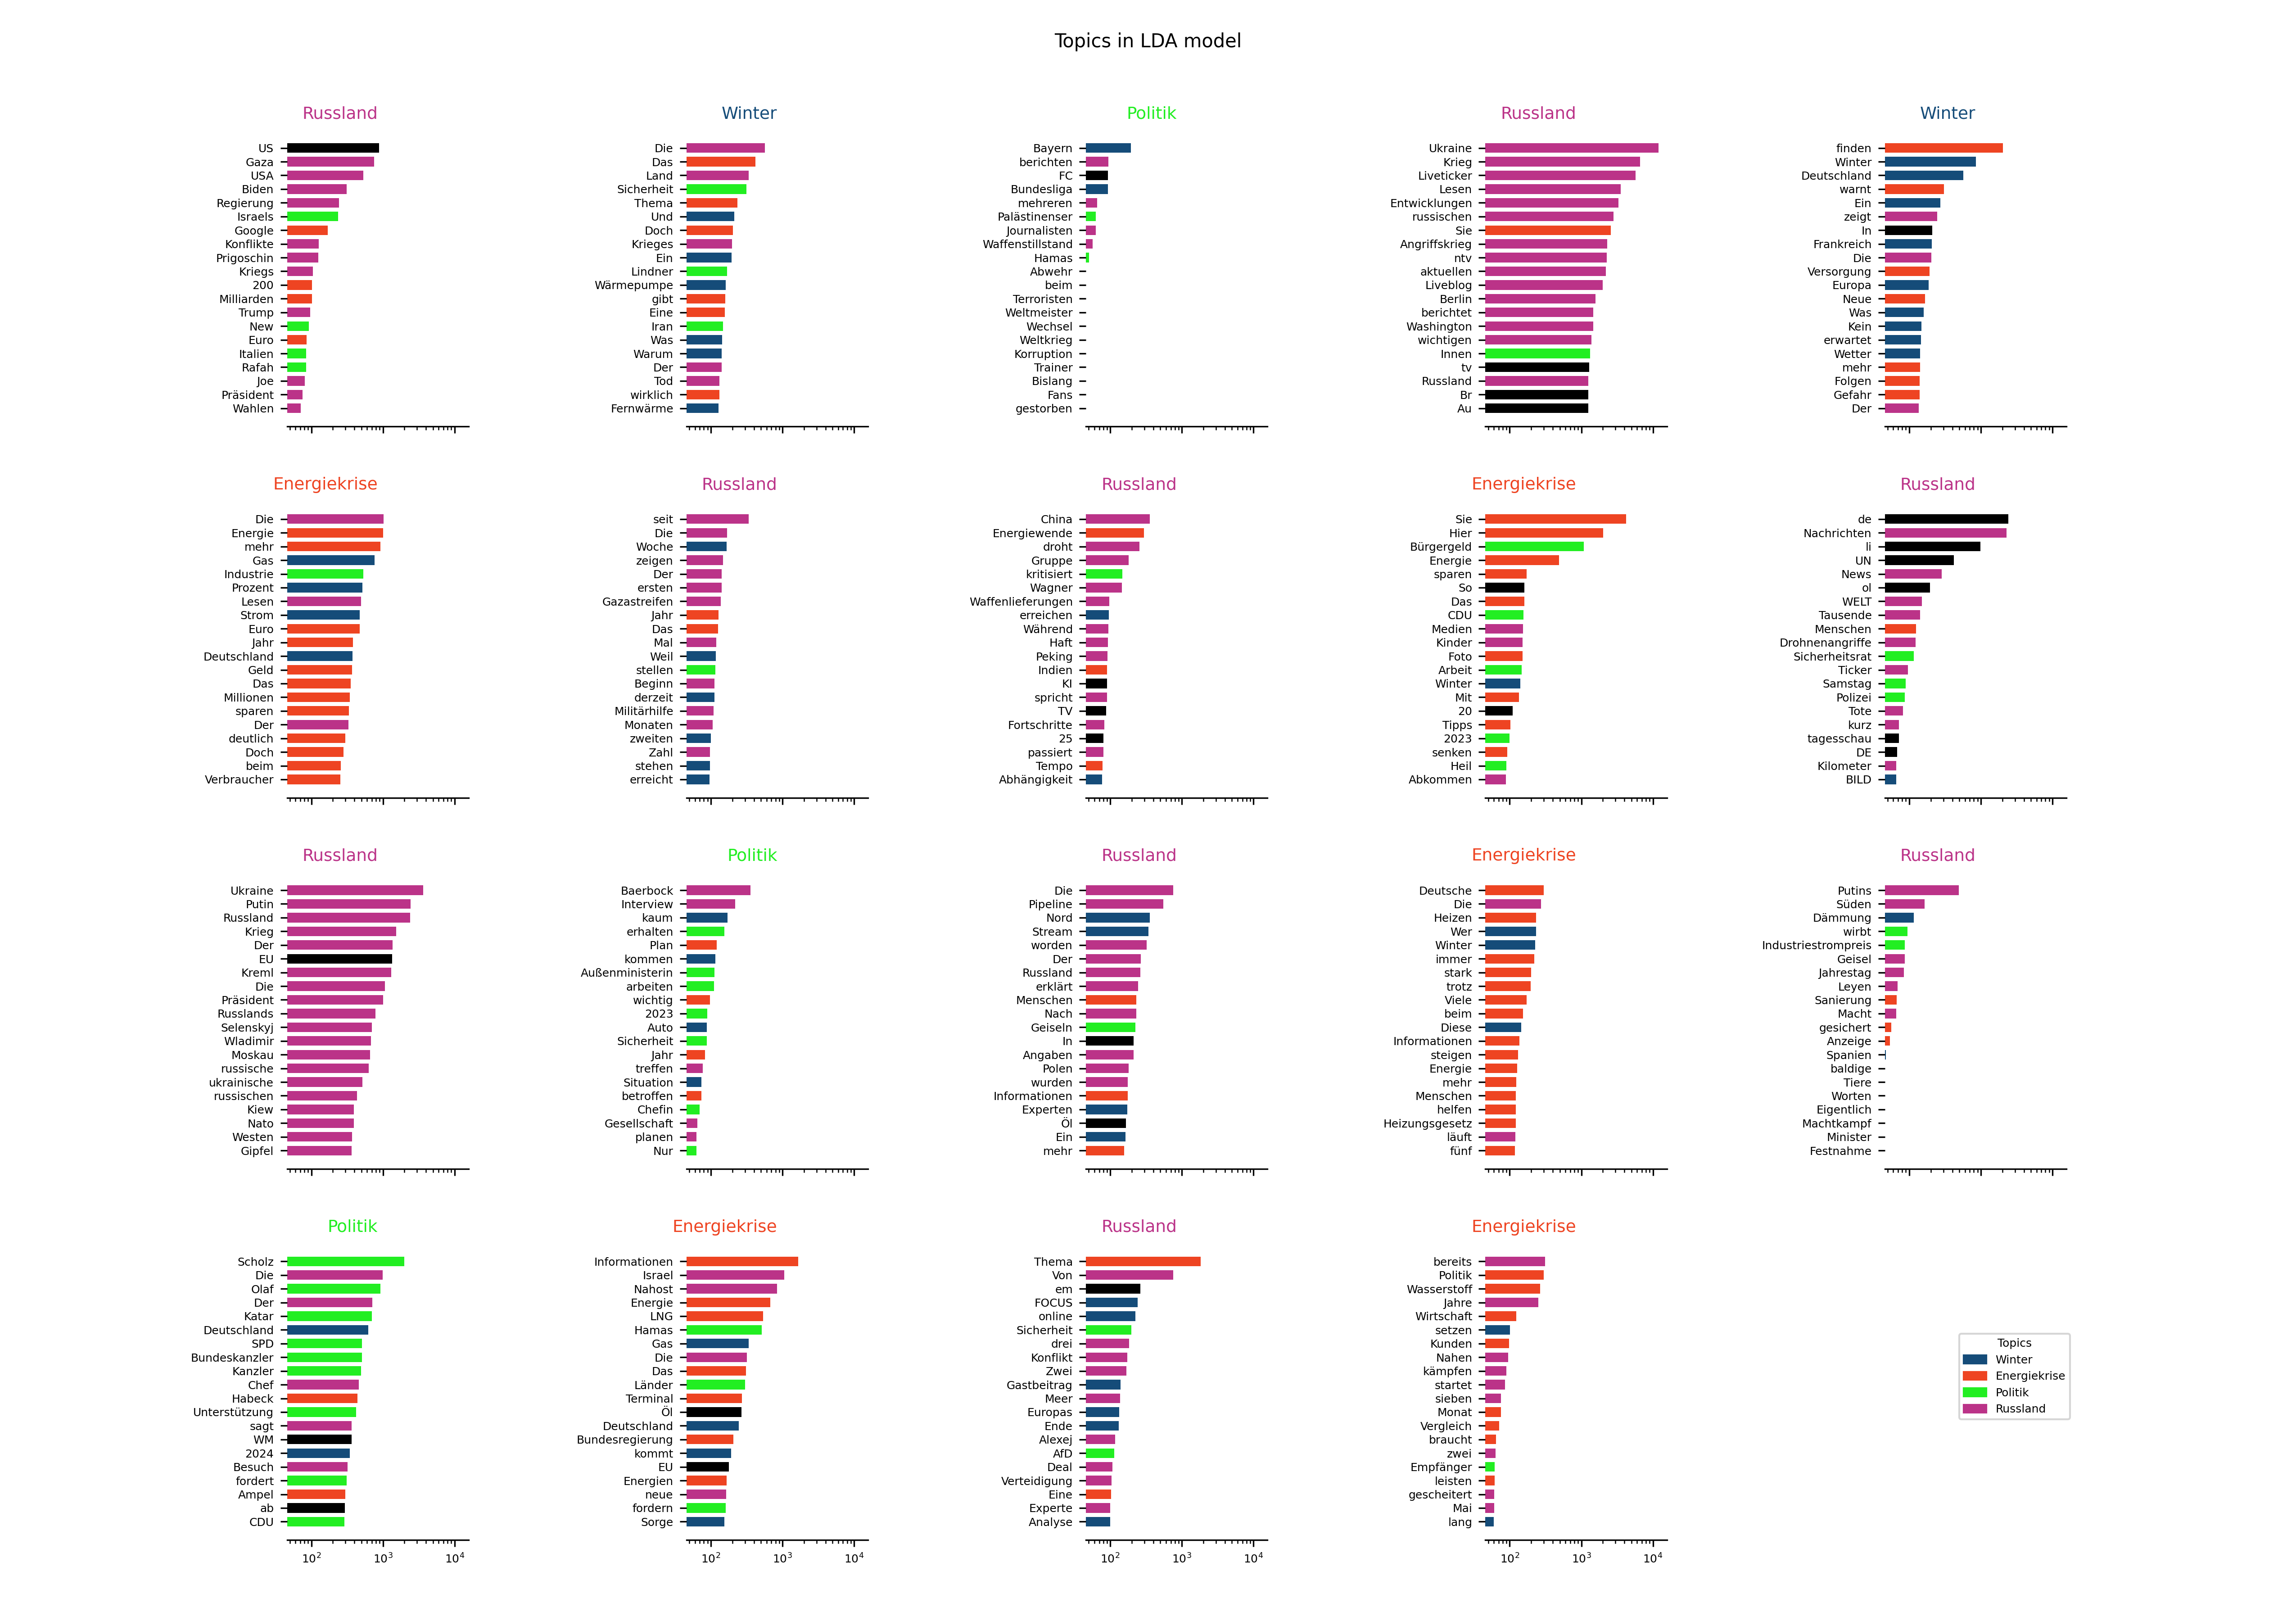 Topics in LDA model
Russland
US
Gaza
USA
Biden
Regierung
Israels
Google
Konflikte
Prigoschin
Kriegs
200
Milliarden
Trump
New
Euro
Italien
Rafah
Joe
Präsident
Wahlen
Winter
Die
Das
Land
Sicherheit
Thema
Und
Doch
Krieges
Ein
Lindner
Wärmepumpe
gibt
Eine
Iran
Was
Warum
Der
Tod
wirklich
Fernwärme
Politik
Bayern
berichten
FC
Bundesliga
mehreren
Palästinenser
Journalisten
Waffenstillstand
Hamas
Abwehr
beim
Terroristen
Weltmeister
Wechsel
Weltkrieg
Korruption
Trainer
Bislang
Fans
gestorben
Russland
Ukraine
Krieg
Liveticker
Lesen
Entwicklungen
russischen
Sie
Angriffskrieg
ntv
aktuellen
Liveblog
Berlin
berichtet
Washington
wichtigen
Innen
tv
Russland
Br
Au
Winter
finden
Winter
Deutschland
warnt
Ein
zeigt
In
Frankreich
Die
Versorgung
Europa
Neue
Was
Kein
erwartet
Wetter
mehr
Folgen
Gefahr
Der
Energiekrise
Die
Energie
mehr
Gas
Industrie
Prozent
Lesen
Strom
Euro
Jahr
Deutschland
Geld
Das
Millionen
sparen
Der
deutlich
Doch
beim
Verbraucher
Russland
seit
Die
Woche
zeigen
Der
ersten
Gazastreifen
Jahr
Das
Mal
Weil
stellen
Beginn
derzeit
Militärhilfe
Monaten
zweiten
Zahl
stehen
erreicht
Russland
China
Energiewende
droht
Gruppe
kritisiert
Wagner
Waffenlieferungen
erreichen
Während
Haft
Peking
Indien
KI
spricht
TV
Fortschritte
25
passiert
Tempo
Abhängigkeit
Energiekrise
Sie
Hier
Bürgergeld
Energie
sparen
So
Das
CDU
Medien
Kinder
Foto
Arbeit
Winter
Mit
20
Tipps
2023
senken
Heil
Abkommen
Russland
de
Nachrichten
li
UN
News
ol
WELT
Tausende
Menschen
Drohnenangriffe
Sicherheitsrat
Ticker
Samstag
Polizei
Tote
kurz
tagesschau
DE
Kilometer
BILD
Russland
Ukraine
Putin
Russland
Krieg
Der
EU
Kreml
Die
Präsident
Russlands
Selenskyj
Wladimir
Moskau
russische
ukrainische
russischen
Kiew
Nato
Westen
Gipfel
Politik
Baerbock
Interview
kaum
erhalten
Plan
kommen
Außenministerin
arbeiten
wichtig
2023
Auto
Sicherheit
Jahr
treffen
Situation
betroffen
Chefin
Gesellschaft
planen
Nur
Russland
Die
Pipeline
Nord
Stream
worden
Der
Russland
erklärt
Menschen
Nach
Geiseln
In
Angaben
Polen
wurden
Informationen
Experten
Öl
Ein
mehr
Energiekrise
Deutsche
Die
Heizen
Wer
Winter
immer
stark
trotz
Viele
beim
Diese
Informationen
steigen
Energie
mehr
Menschen
helfen
Heizungsgesetz
läuft
fünf
Russland
Putins
Süden
Dämmung
wirbt
Industriestrompreis
Geisel
Jahrestag
Leyen
Sanierung
Macht
gesichert
Anzeige
Spanien
baldige
Tiere
Worten
Eigentlich
Machtkampf
Minister
Festnahme
Politik
Scholz
Die
Olaf
Der
Katar
Deutschland
SPD
Bundeskanzler
Kanzler
Chef
Habeck
Unterstützung
sagt
WM
2024
Besuch
fordert
Ampel
ab
CDU
10² 10³ 10⁴
Energiekrise
Informationen
Israel
Nahost
Energie
LNG
Hamas
Gas
Die
Das
Länder
Terminal
Öl
Deutschland
Bundesregierung
kommt
EU
Energien
neue
fordern
Sorge
10² 10³ 10⁴
Russland
Thema
Von
em
FOCUS
online
Sicherheit
drei
Konflikt
Zwei
Gastbeitrag
Meer
Europas
Ende
Alexej
AfD
Deal
Verteidigung
Eine
Experte
Analyse
10² 10³ 10⁴
Energiekrise
bereits
Politik
Wasserstoff
Jahre
Wirtschaft
setzen
Kunden
Nahen
kämpfen
startet
sieben
Monat
Vergleich
braucht
zwei
Empfänger
leisten
gescheitert
Mai
lang
10² 10³ 10⁴
Topics
Winter
Energiekrise
Politik
Russland